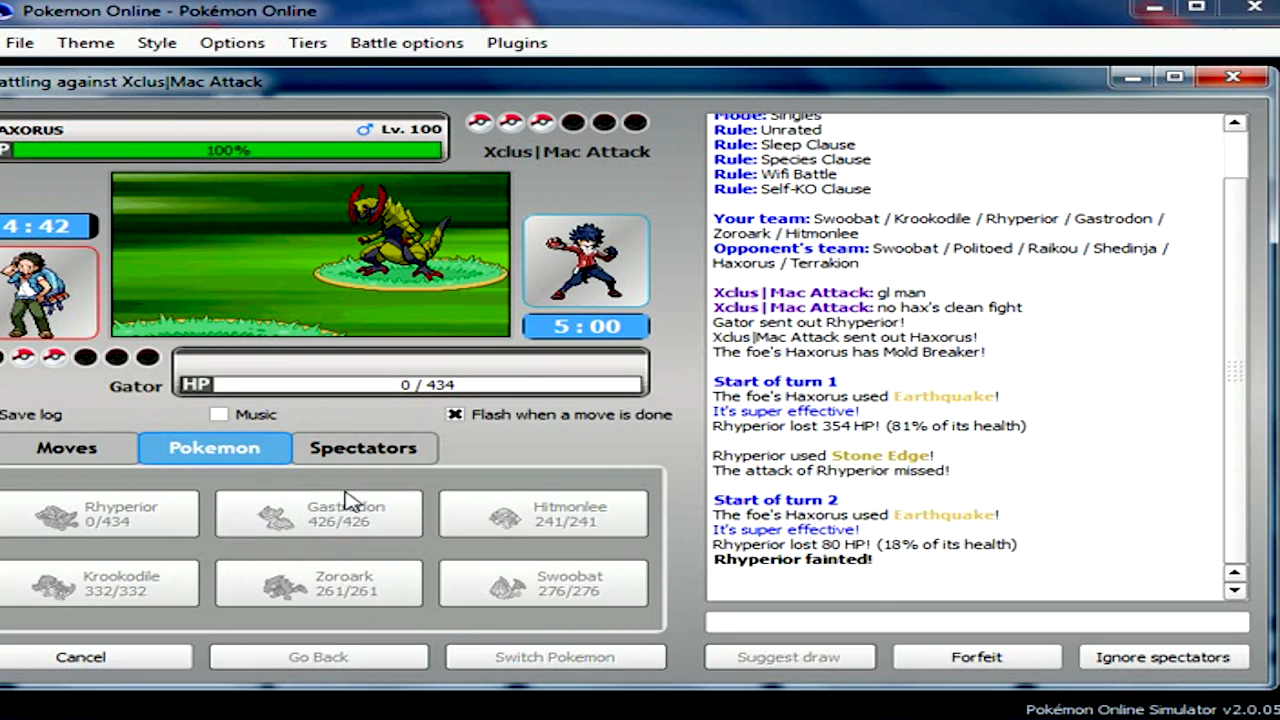 Pokemon Online - Pokémon Online
File Theme Style Options Tiers Battle options Plugins
attling against Xclus|Mac Attack
AXORUS ♂ Lv. 100
P 100%
Xclus|Mac Attack
4:42
5:00
Gator
HP 0 / 434
Save log Music Flash when a move is done
Moves Pokemon Spectators
Rhyperior
0/434
Gastrodon
426/426
Hitmonlee
241/241
Krookodile
332/332
Zoroark
261/261
Swoobat
276/276
Cancel Go Back Switch Pokemon
Mode: Singles
Rule: Unrated
Rule: Sleep Clause
Rule: Species Clause
Rule: Wifi Battle
Rule: Self-KO Clause
Your team: Swoobat / Krookodile / Rhyperior / Gastrodon /
Zoroark / Hitmonlee
Opponent's team: Swoobat / Politoed / Raikou / Shedinja /
Haxorus / Terrakion
Xclus|Mac Attack: gl man
Xclus|Mac Attack: no hax's clean fight
Gator sent out Rhyperior!
Xclus|Mac Attack sent out Haxorus!
The foe's Haxorus has Mold Breaker!
Start of turn 1
The foe's Haxorus used Earthquake!
It's super effective!
Rhyperior lost 354 HP! (81% of its health)
Rhyperior used Stone Edge!
The attack of Rhyperior missed!
Start of turn 2
The foe's Haxorus used Earthquake!
It's super effective!
Rhyperior lost 80 HP! (18% of its health)
Rhyperior fainted!
Suggest draw Forfeit Ignore spectators
Pokémon Online Simulator v2.0.05